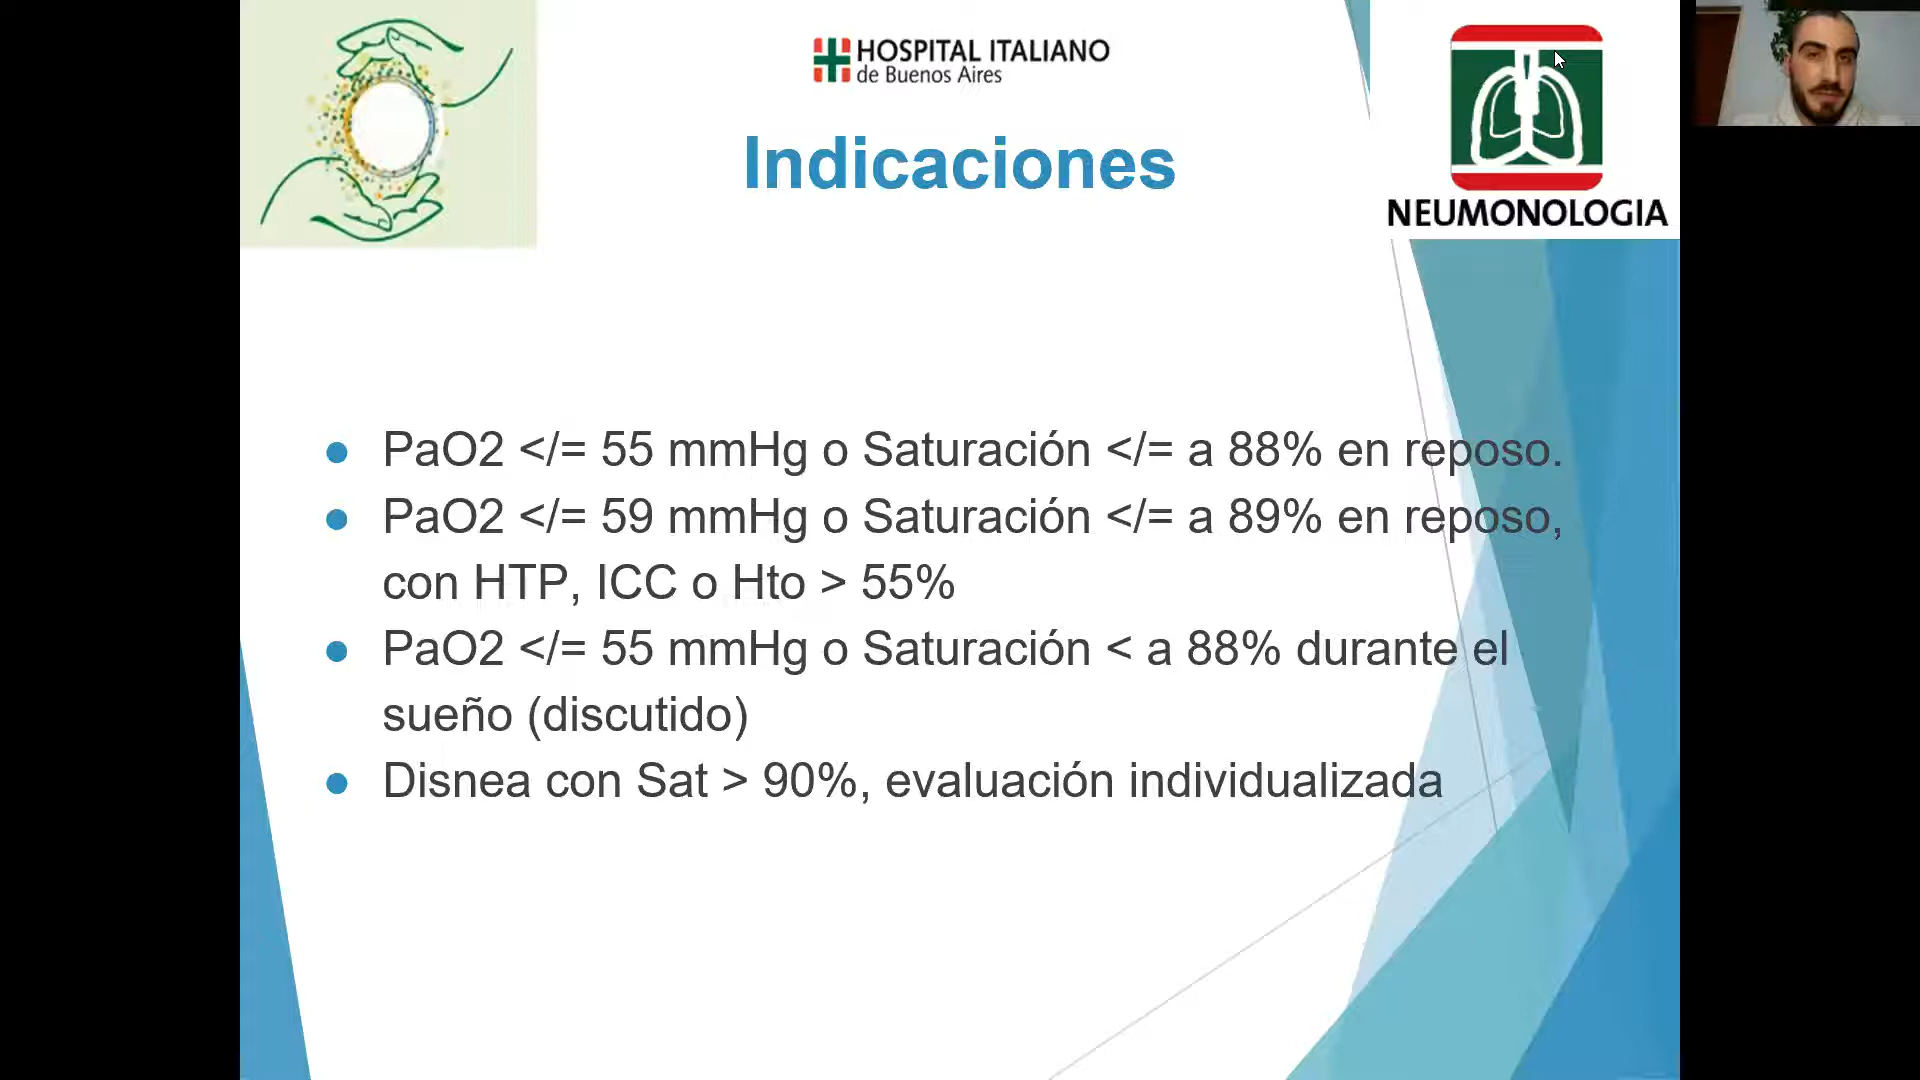 HOSPITAL ITALIANO
de Buenos Aires
Indicaciones
NEUMONOLOGIA
PaO2 </= 55 mmHg o Saturación </= a 88% en reposo.
PaO2 </= 59 mmHg o Saturación </= a 89% en reposo,
con HTP, ICC o Hto > 55%
PaO2 </= 55 mmHg o Saturación < a 88% durante el
sueño (discutido)
Disnea con Sat > 90%, evaluación individualizada